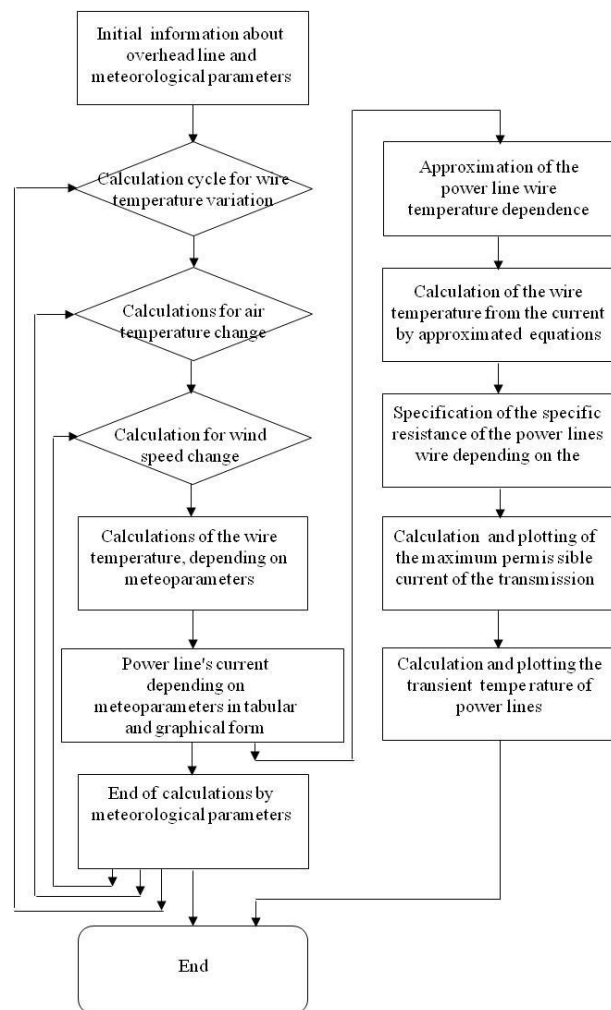 Initial information about
overhead line and
meteorological parameters
Calculation cycle for wire
temperature variation
Calculations for air
temperature change
Calculation for wind
speed change
Calculations of the wire
temperature, depending on
meteoparameters
Power line's current
depending on
meteoparameters in tabular
and graphical form
End of calculations by
meteorological parameters
End
Approximation of the
power line wire
temperature dependence
Calculation of the wire
temperature from the current
by approximated equations
Specification of the specific
resistance of the power lines
wire depending on the
Calculation and plotting of
the maximum permis sible
current of the transmission
Calculation and plotting the
transient temperature of
power lines